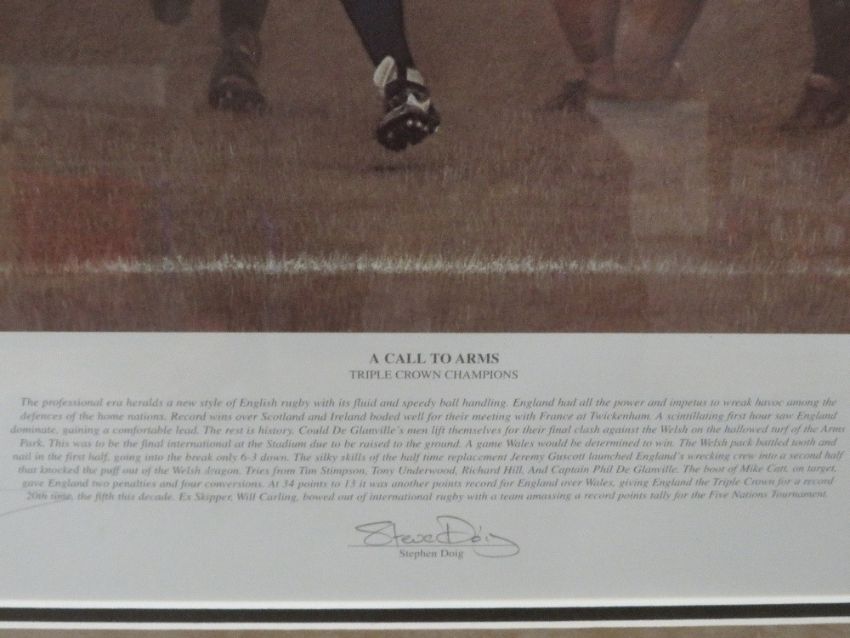 A CALL TO ARMS
TRIPLE CROWN CHAMPIONS
The professional era heralds a new style of English rugby with its fluid and speedy ball handling. England had all the power and impetus to wreak havoc among the
defences of the home nations. Record wins over Scotland and Ireland boded well for their meeting with France at Twickenham. A scintillating first hour saw England
dominate, gaining a comfortable lead. The rest is history. Could De Glanville's men lift themselves for their final clash against the Welsh on the hallowed turf of the Arms
Park. This was to be the final international at the Stadium due to be raised to the ground. A game Wales would be determined to win. The Welsh pack battled tooth and
nail in the first half, going into the break only 6-3 down. The silky skills of the half time replacement Jeremy Guscott launched England's wrecking crew into a second half
that knocked the puff out of the Welsh dragon. Tries from Tim Stimpson, Tony Underwood, Richard Hill. And Captain Phil De Glanville. The boot of Mike Catt, on target,
gave England two penalties and four conversions. At 34 points to 13 it was another points record for England over Wales, giving England the Triple Crown for a record
20th time, the fifth this decade. Ex Skipper, Will Carling, bowed out of international rugby with a team amassing a record points tally for the Five Nations Tournament.
Steve Doig
Stephen Doig